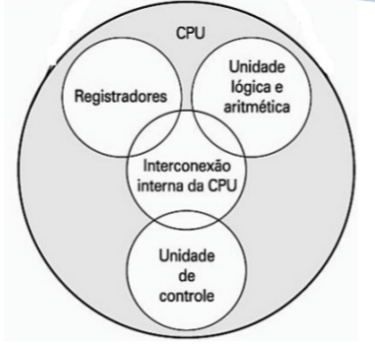 CPU
Registradores
Unidade
lógica e
aritmética
Interconexão
interna da CPU
Unidade
de
controle